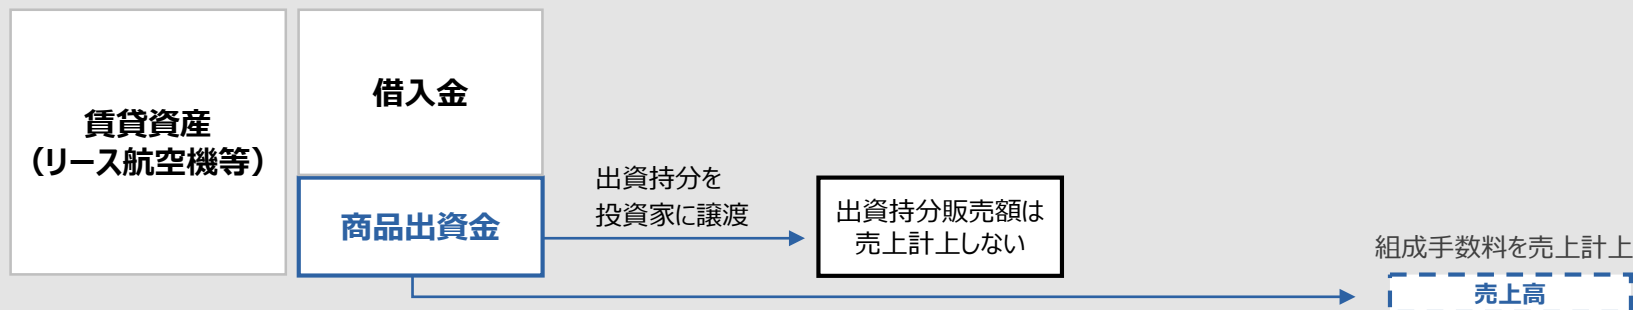 賃貸資産
（リース航空機等）
借入金
商品出資金
出資持分を
投資家に譲渡
出資持分販売額は
売上計上しない
組成手数料を売上計上
売上高